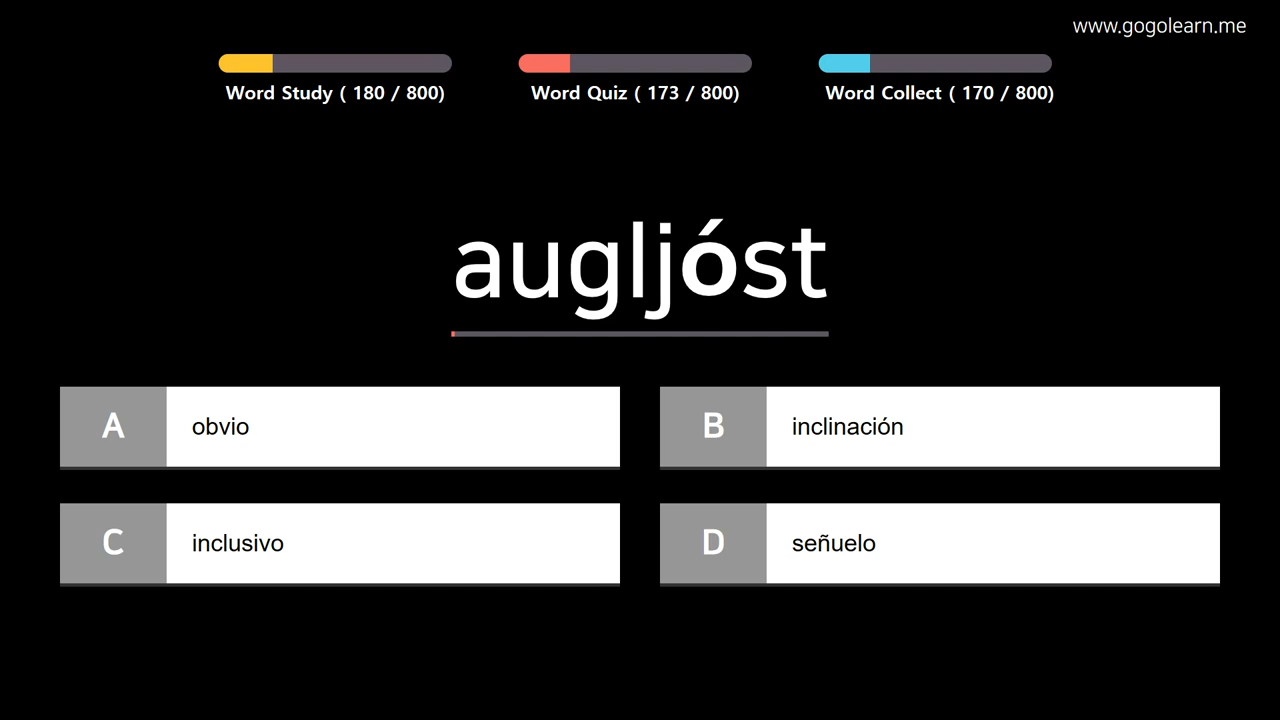 www.gogolearn.me
Word Study ( 180 / 800)
Word Quiz ( 173 / 800)
Word Collect ( 170 / 800)
augljóst
A obvio
B inclinación
C inclusivo
D señuelo